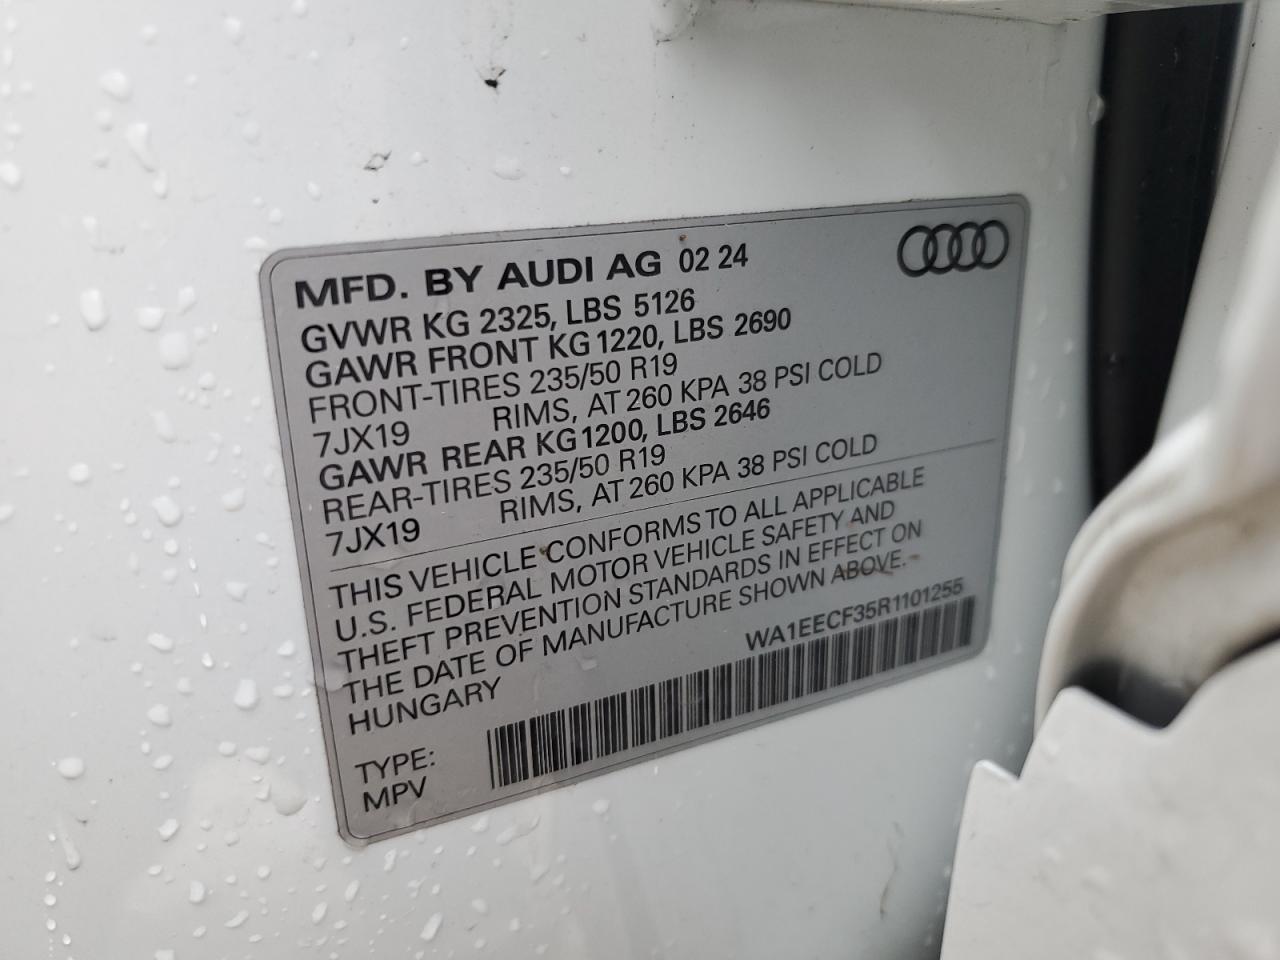 MFD. BY AUDI AG 02 24
GVWR KG 2325, LBS 5126
GAWR FRONT KG 1220, LBS 2690
FRONT-TIRES 235/50 R19
7JX19 RIMS, AT 260 KPA 38 PSI COLD
GAWR REAR KG 1200, LBS 2646
REAR-TIRES 235/50 R19
7JX19 RIMS, AT 260 KPA 38 PSI COLD
THIS VEHICLE CONFORMS TO ALL APPLICABLE
U.S. FEDERAL MOTOR VEHICLE SAFETY AND
THEFT PREVENTION STANDARDS IN EFFECT ON
THE DATE OF MANUFACTURE SHOWN ABOVE.
HUNGARY
WA1EECF35R1101255
TYPE:
MPV